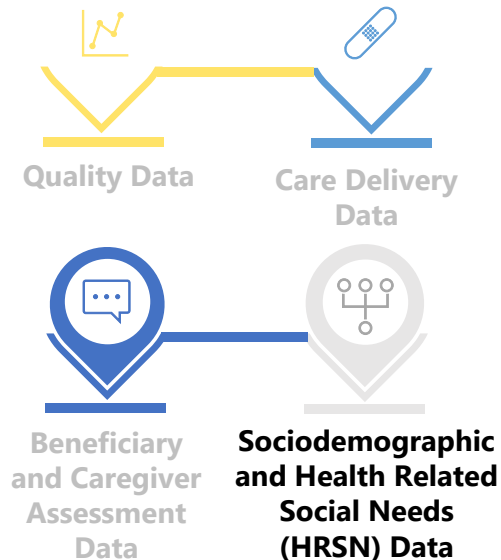 Quality Data
Care Delivery
Data
Beneficiary
and Caregiver
Assessment
Data
Sociodemographic
and Health Related
Social Needs
(HRSN) Data